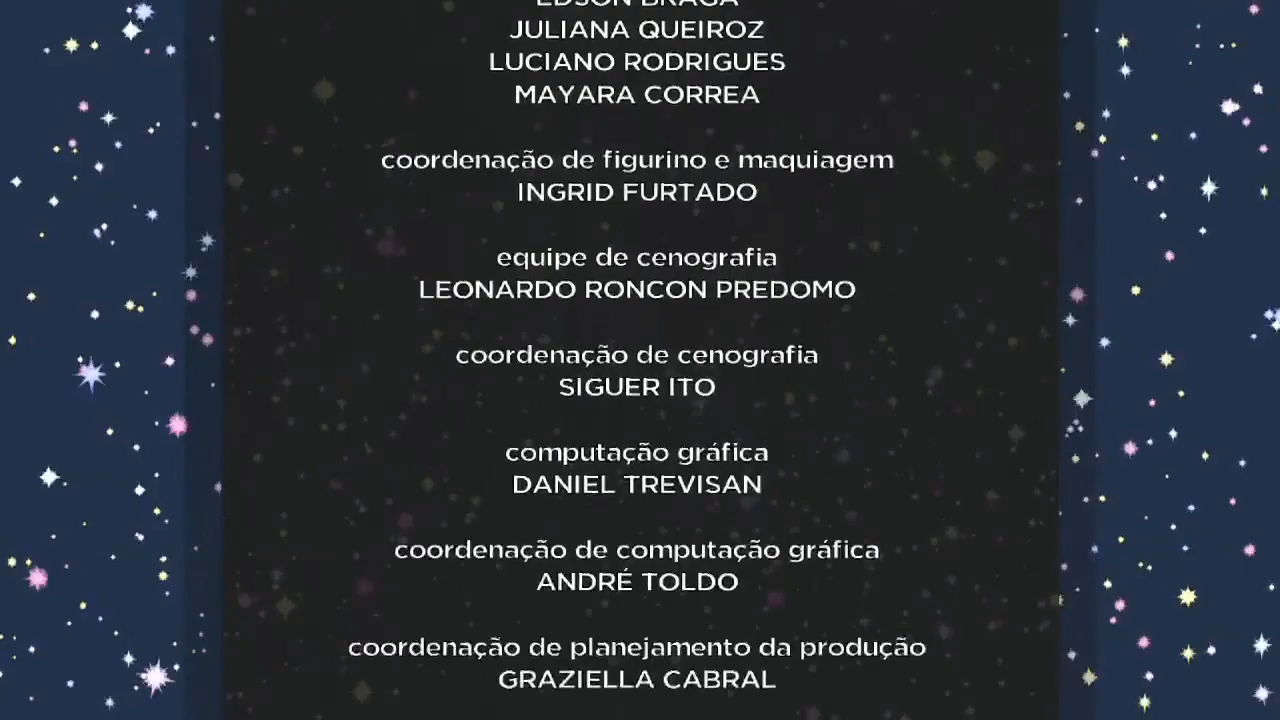 EDSON BRAGA
JULIANA QUEIROZ
LUCIANO RODRIGUES
MAYARA CORREA
coordenação de figurino e maquiagem
INGRID FURTADO
equipe de cenografia
LEONARDO RONCON PREDOMO
coordenação de cenografia
SIGUER ITO
computação gráfica
DANIEL TREVISAN
coordenação de computação gráfica
ANDRÉ TOLDO
coordenação de planejamento da produção
GRAZIELLA CABRAL